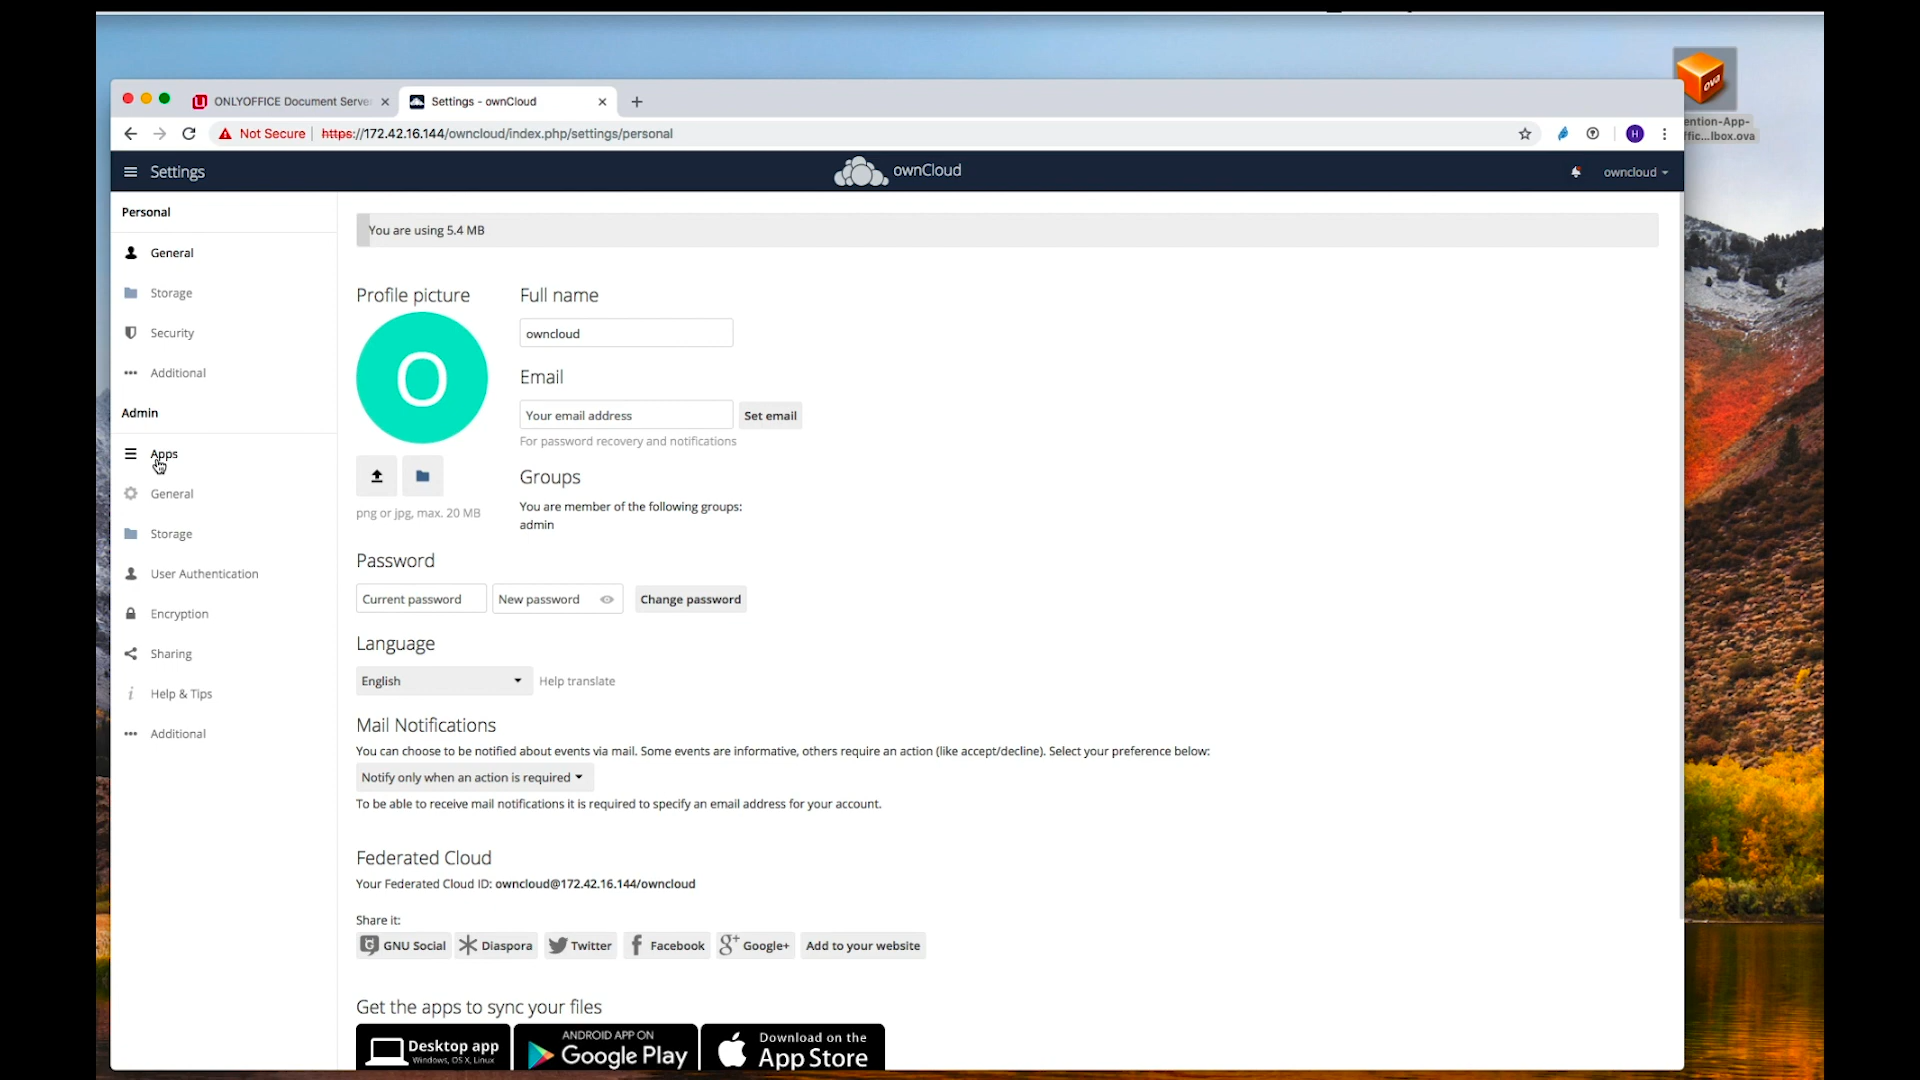 ova
ention-App-
ffic...lbox.ova
ONLYOFFICE Document Serve
Settings - ownCloud
Not Secure
https://172.42.16.144/owncloud/index.php/settings/personal
H
Settings
ownCloud
owncloud
Personal
General
Storage
Security
Additional
Admin
Apps
General
Storage
User Authentication
Encryption
Sharing
Help & Tips
Additional
You are using 5.4 MB
Profile picture
O
png or jpg, max. 20 MB
Full name
owncloud
Email
Your email address
Set email
For password recovery and notifications
Groups
You are member of the following groups:
admin
Password
Current password
New password
Change password
Language
English
Help translate
Mail Notifications
You can choose to be notified about events via mail. Some events are informative, others require an action (like accept/decline). Select your preference below:
Notify only when an action is required
To be able to receive mail notifications it is required to specify an email address for your account.
Federated Cloud
Your Federated Cloud ID: owncloud@172.42.16.144/owncloud
Share it:
GNU Social
Diaspora
Twitter
Facebook
Google+
Add to your website
Get the apps to sync your files
Desktop app
Windows, OS X, Linux
ANDROID APP ON
Google Play
Download on the
App Store